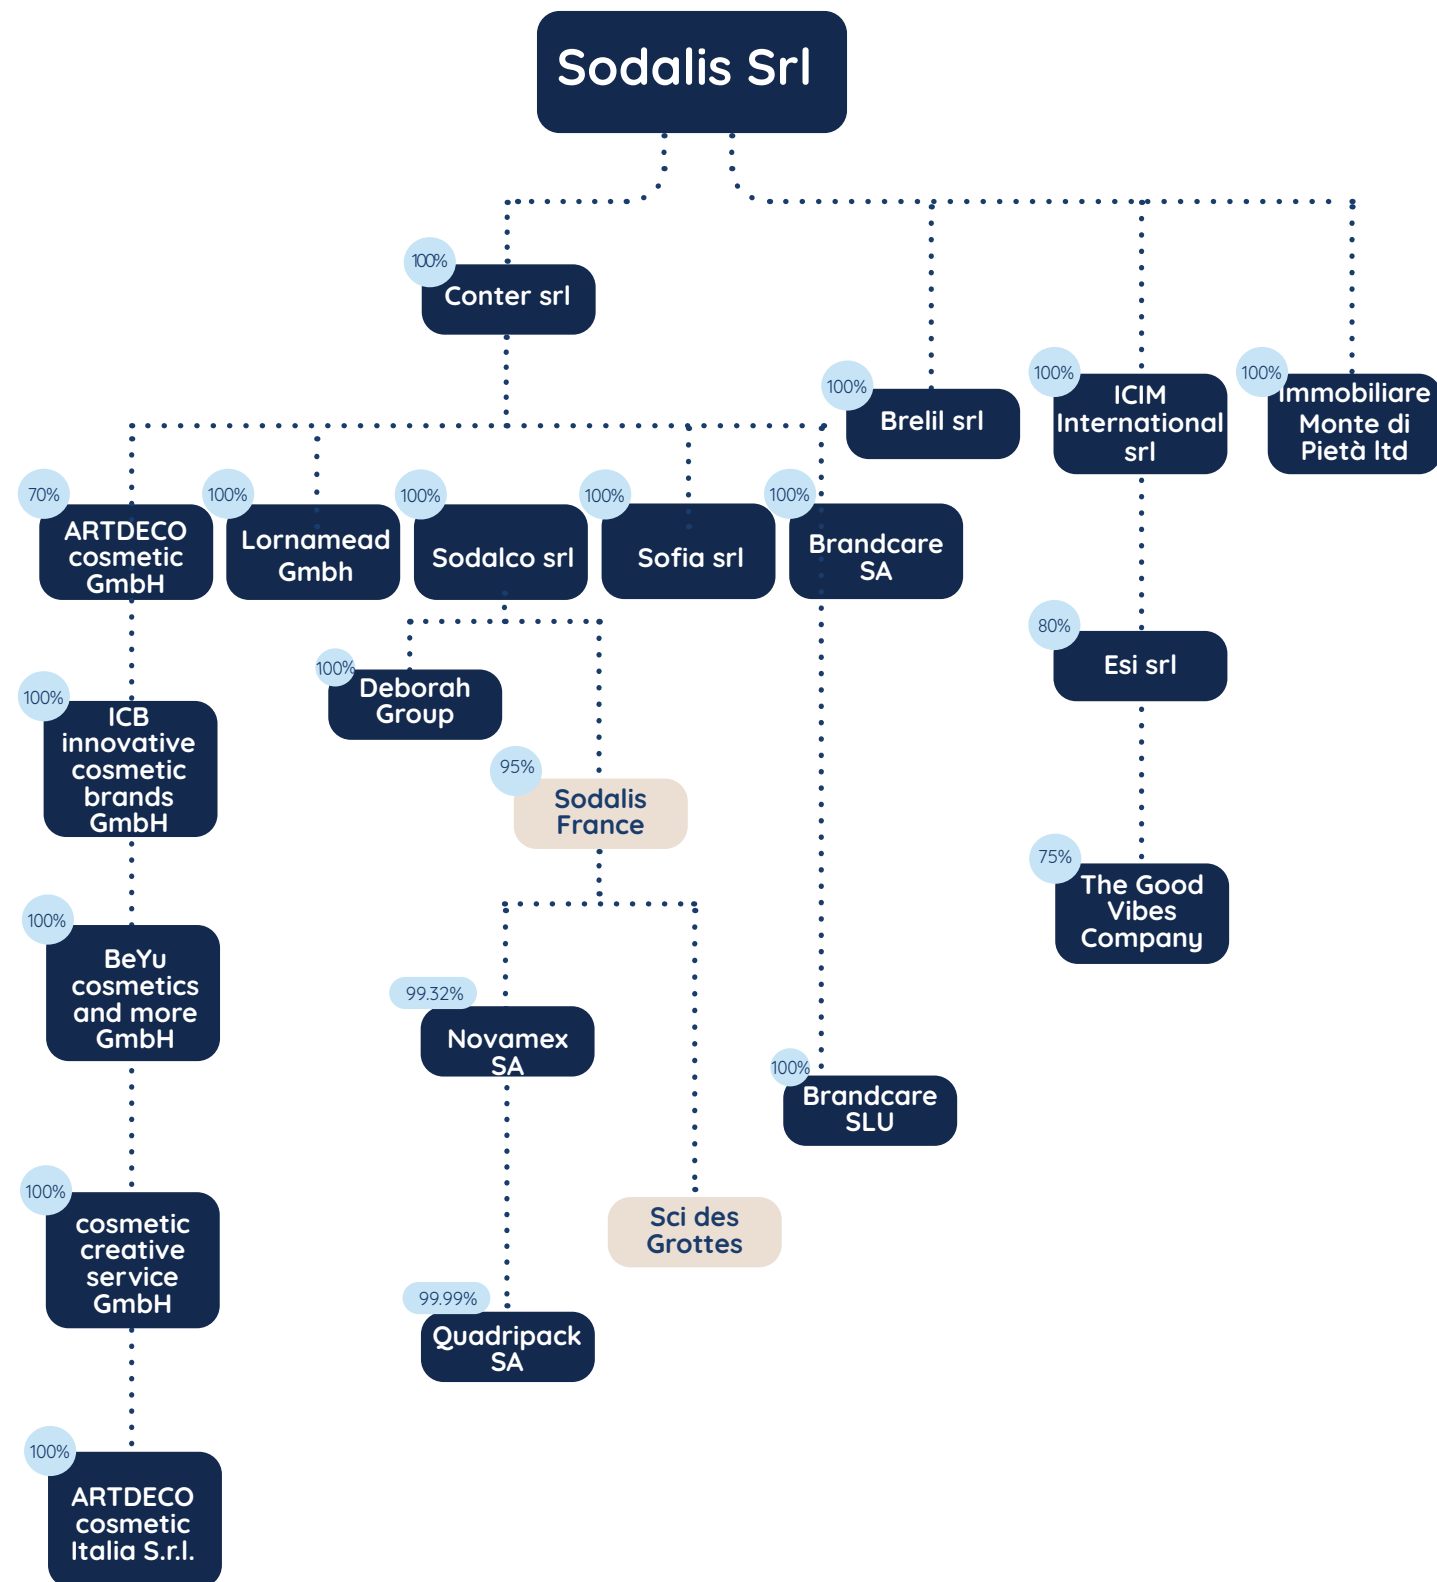 Sodalis Srl
100%
Conter srl
100%
Brelil srl
100%
ICIM
International
srl
100%
Immobiliare
Monte di
Pietà ltd
70%
ARTDECO
cosmetic
GmbH
100%
Lornamead
Gmbh
100%
Sodalco srl
100%
Sofia srl
100%
Brandcare
SA
80%
Esi srl
100%
Deborah
Group
100%
ICB
innovative
cosmetic
brands
GmbH
95%
Sodalis
France
75%
The Good
Vibes
Company
100%
BeYu
cosmetics
and more
GmbH
99.32%
Novamex
SA
100%
Brandcare
SLU
100%
cosmetic
creative
service
GmbH
Sci des
Grottes
99.99%
Quadripack
SA
100%
ARTDECO
cosmetic
Italia S.r.l.